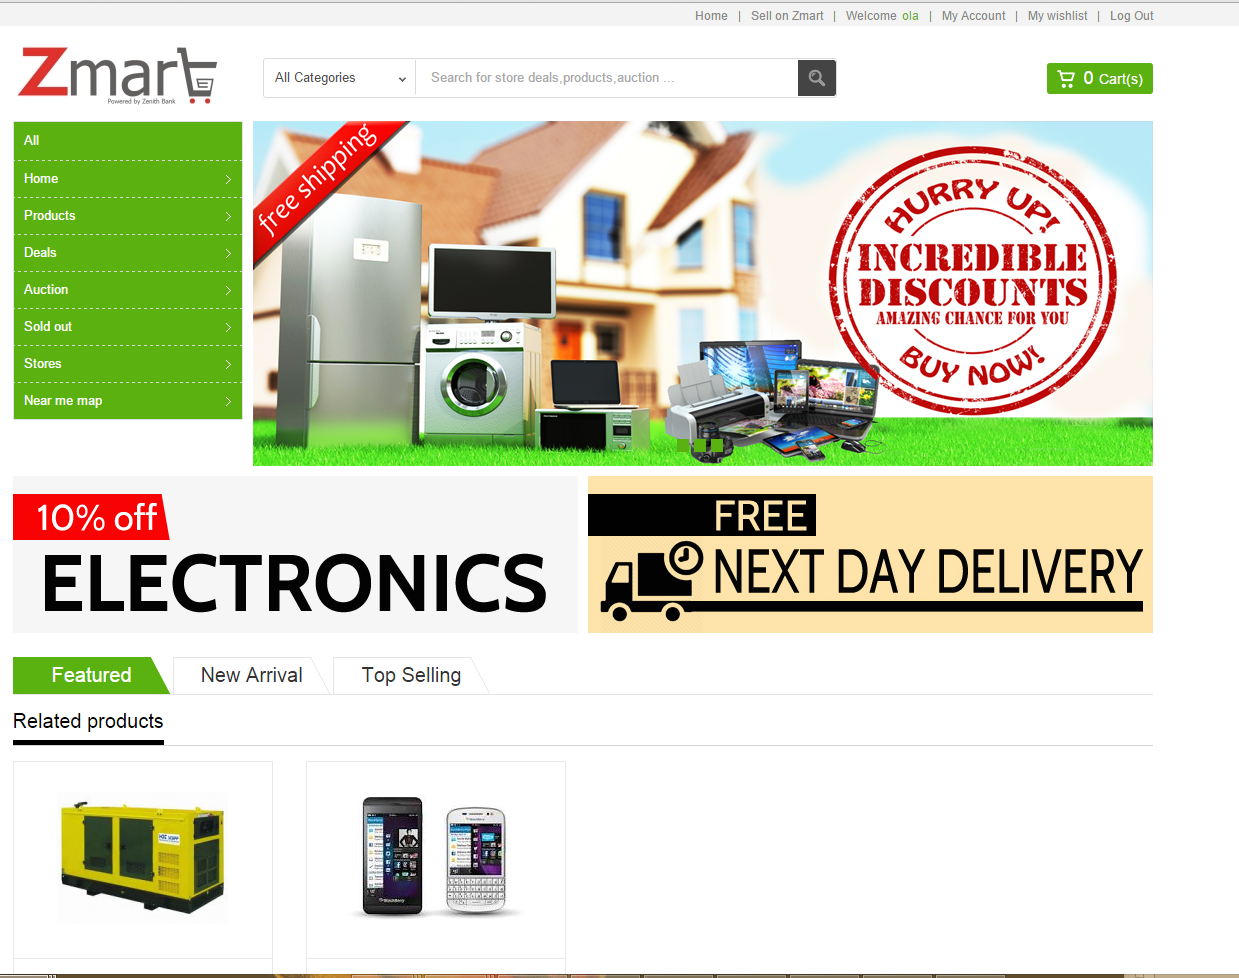 Home | Sell on Zmart | Welcome ola | My Account | My wishlist | Log Out
Zmart
Powered by Zenith Bank
All Categories
Search for store deals,products,auction ...
0 Cart(s)
All
Home
Products
Deals
Auction
Sold out
Stores
Near me map
free shipping
HURRY UP!
INCREDIBLE
DISCOUNTS
AMAZING CHANCE FOR YOU
BUY NOW!
10% off
ELECTRONICS
FREE
NEXT DAY DELIVERY
Featured
New Arrival
Top Selling
Related products
BlackBerry